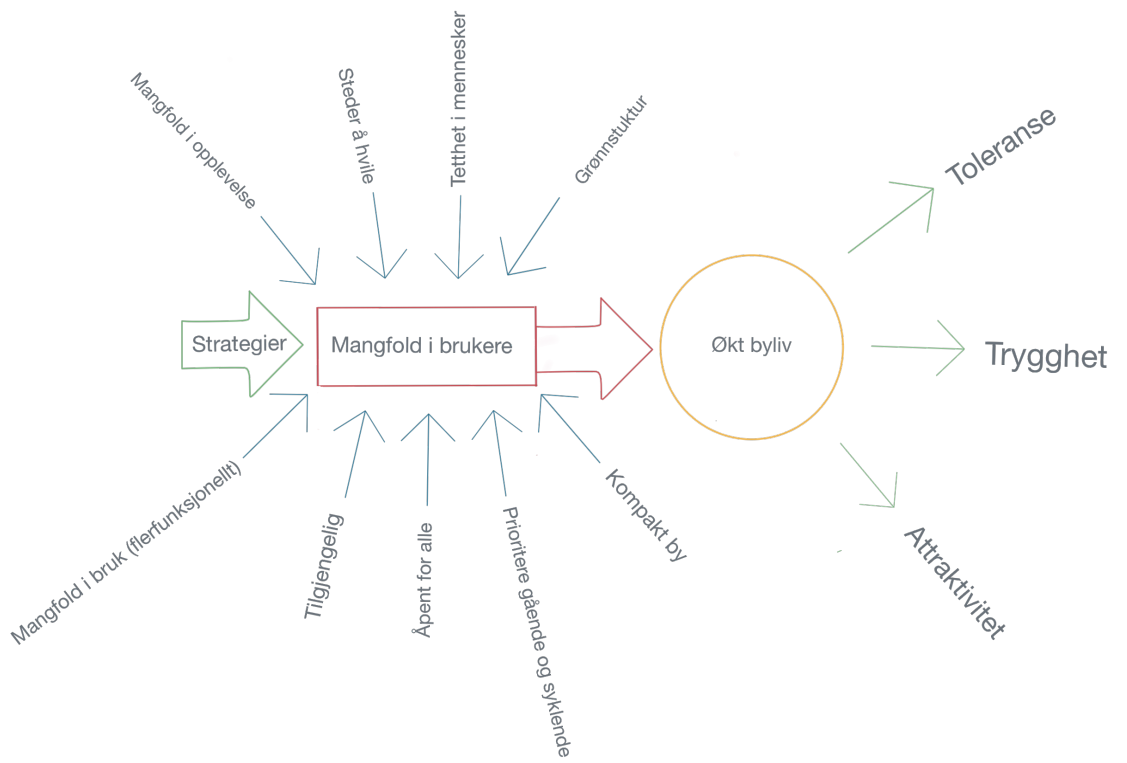 Mangfold i opplevelse
Steder å hvile
Tetthet i mennesker
Grønnstuktur
Toleranse
Strategier
Mangfold i brukere
Økt byliv
Trygghet
Mangfold i bruk (flerfunksjonellt)
Tilgjengelig
Åpent for alle
Prioritere gående og syklende
Kompakt by
Attraktivitet